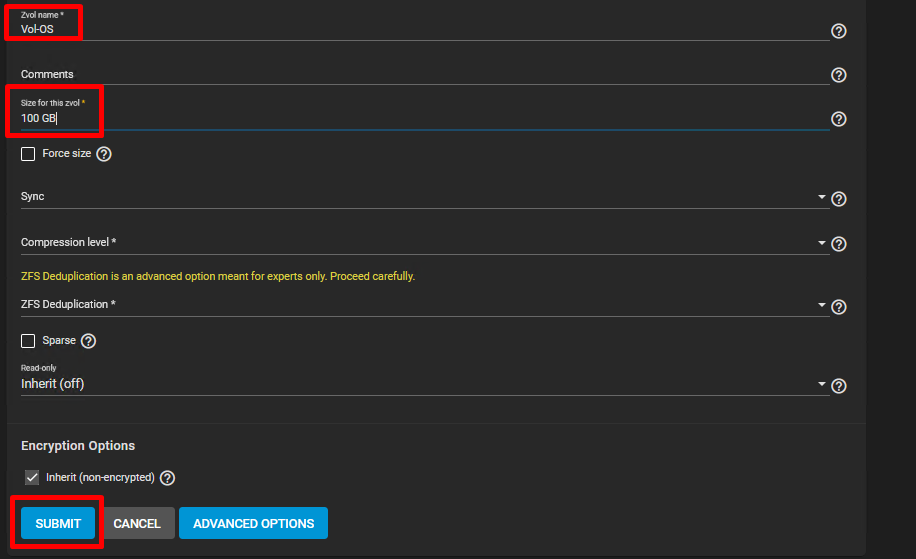 Zvol name *
Vol-OS
Comments
Size for this zvol *
100 GB
Force size
Sync
Compression level *
ZFS Deduplication is an advanced option meant for experts only. Proceed carefully.
ZFS Deduplication *
Sparse
Read-only
Inherit (off)
Encryption Options
Inherit (non-encrypted)
SUBMIT CANCEL ADVANCED OPTIONS